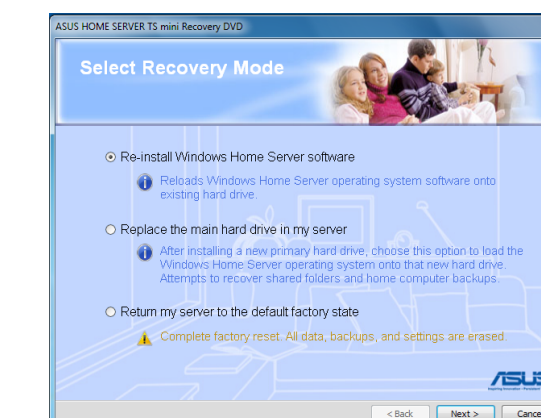 ASUS HOME SERVER TS mini Recovery DVD
Select Recovery Mode
Re-install Windows Home Server software
Reloads Windows Home Server operating system software onto
existing hard drive.
Replace the main hard drive in my server
After installing a new primary hard drive, choose this option to load the
Windows Home Server operating system onto that new hard drive.
Attempts to recover shared folders and home computer backups.
Return my server to the default factory state
Complete factory reset. All data, backups, and settings are erased.
< Back
Next >